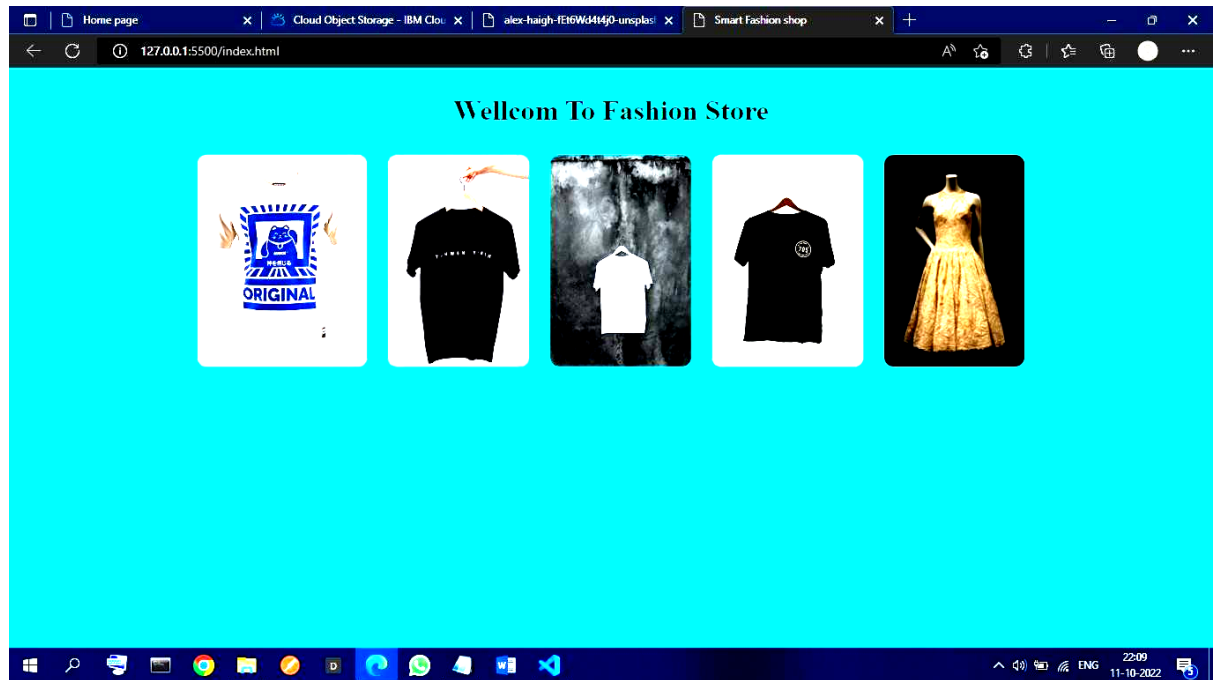 Home page
Cloud Object Storage - IBM Clou
alex-haigh-fEt6Wd4t4j0-unsplas
Smart Fashion shop
127.0.0.1:5500/index.html
Wellcom To Fashion Store
ORIGINAL
ENG
22:09
11-10-2022
5